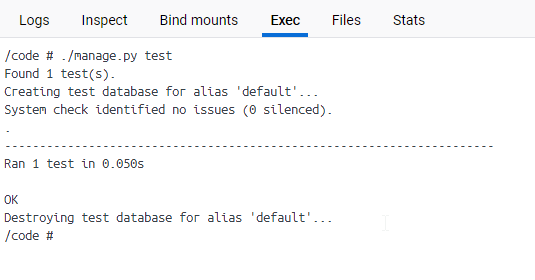 Logs Inspect Bind mounts Exec Files Stats
/code # ./manage.py test
Found 1 test(s).
Creating test database for alias 'default'...
System check identified no issues (0 silenced).
.
----------------------------------------------------------------------
Ran 1 test in 0.050s
OK
Destroying test database for alias 'default'...
/code #